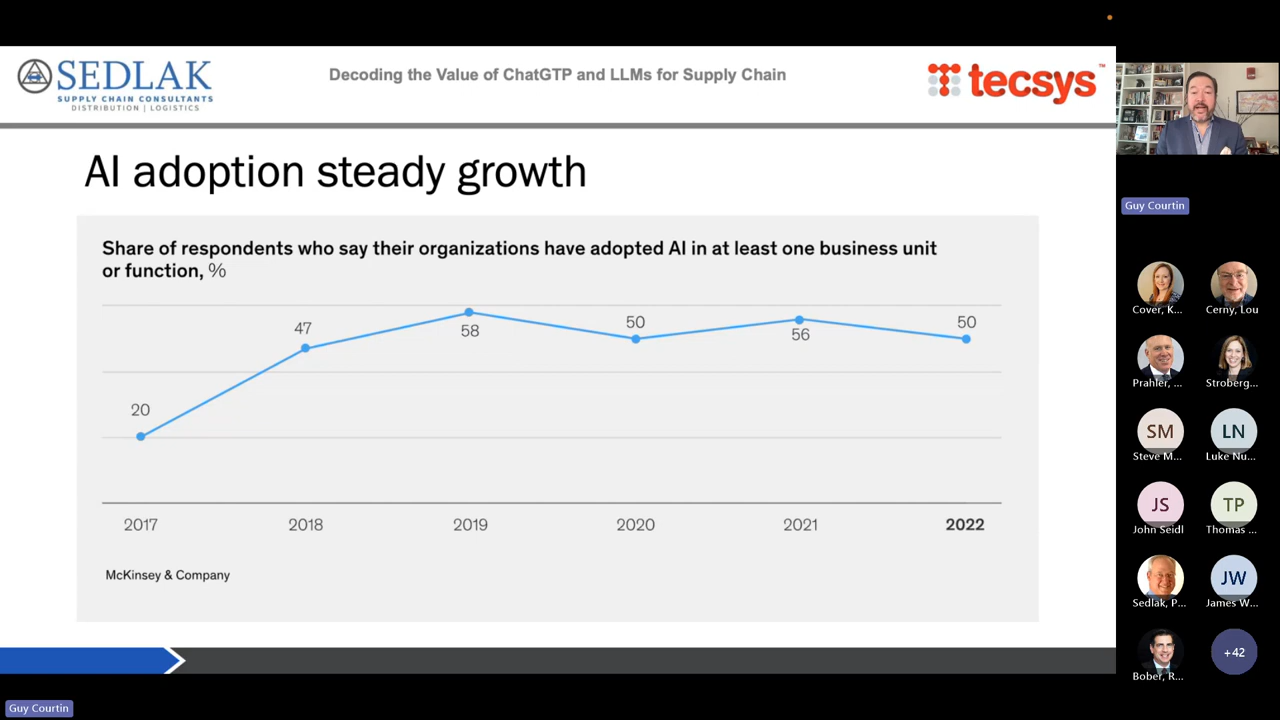 SEDLAK
SUPPLY CHAIN CONSULTANTS
DISTRIBUTION | LOGISTICS
Decoding the Value of ChatGTP and LLMs for Supply Chain
tecsys™
AI adoption steady growth
Share of respondents who say their organizations have adopted AI in at least one business unit
or function, %
20
47
58
50
56
50
2017
2018
2019
2020
2021
2022
McKinsey & Company
Guy Courtin
Guy Courtin
Cover, K...
Cerny, Lou
Prahler, ...
Stroberg...
SM
Steve M...
LN
Luke Nu...
JS
John Seidl
TP
Thomas ...
Sedlak, P...
JW
James W...
Bober, R...
+42